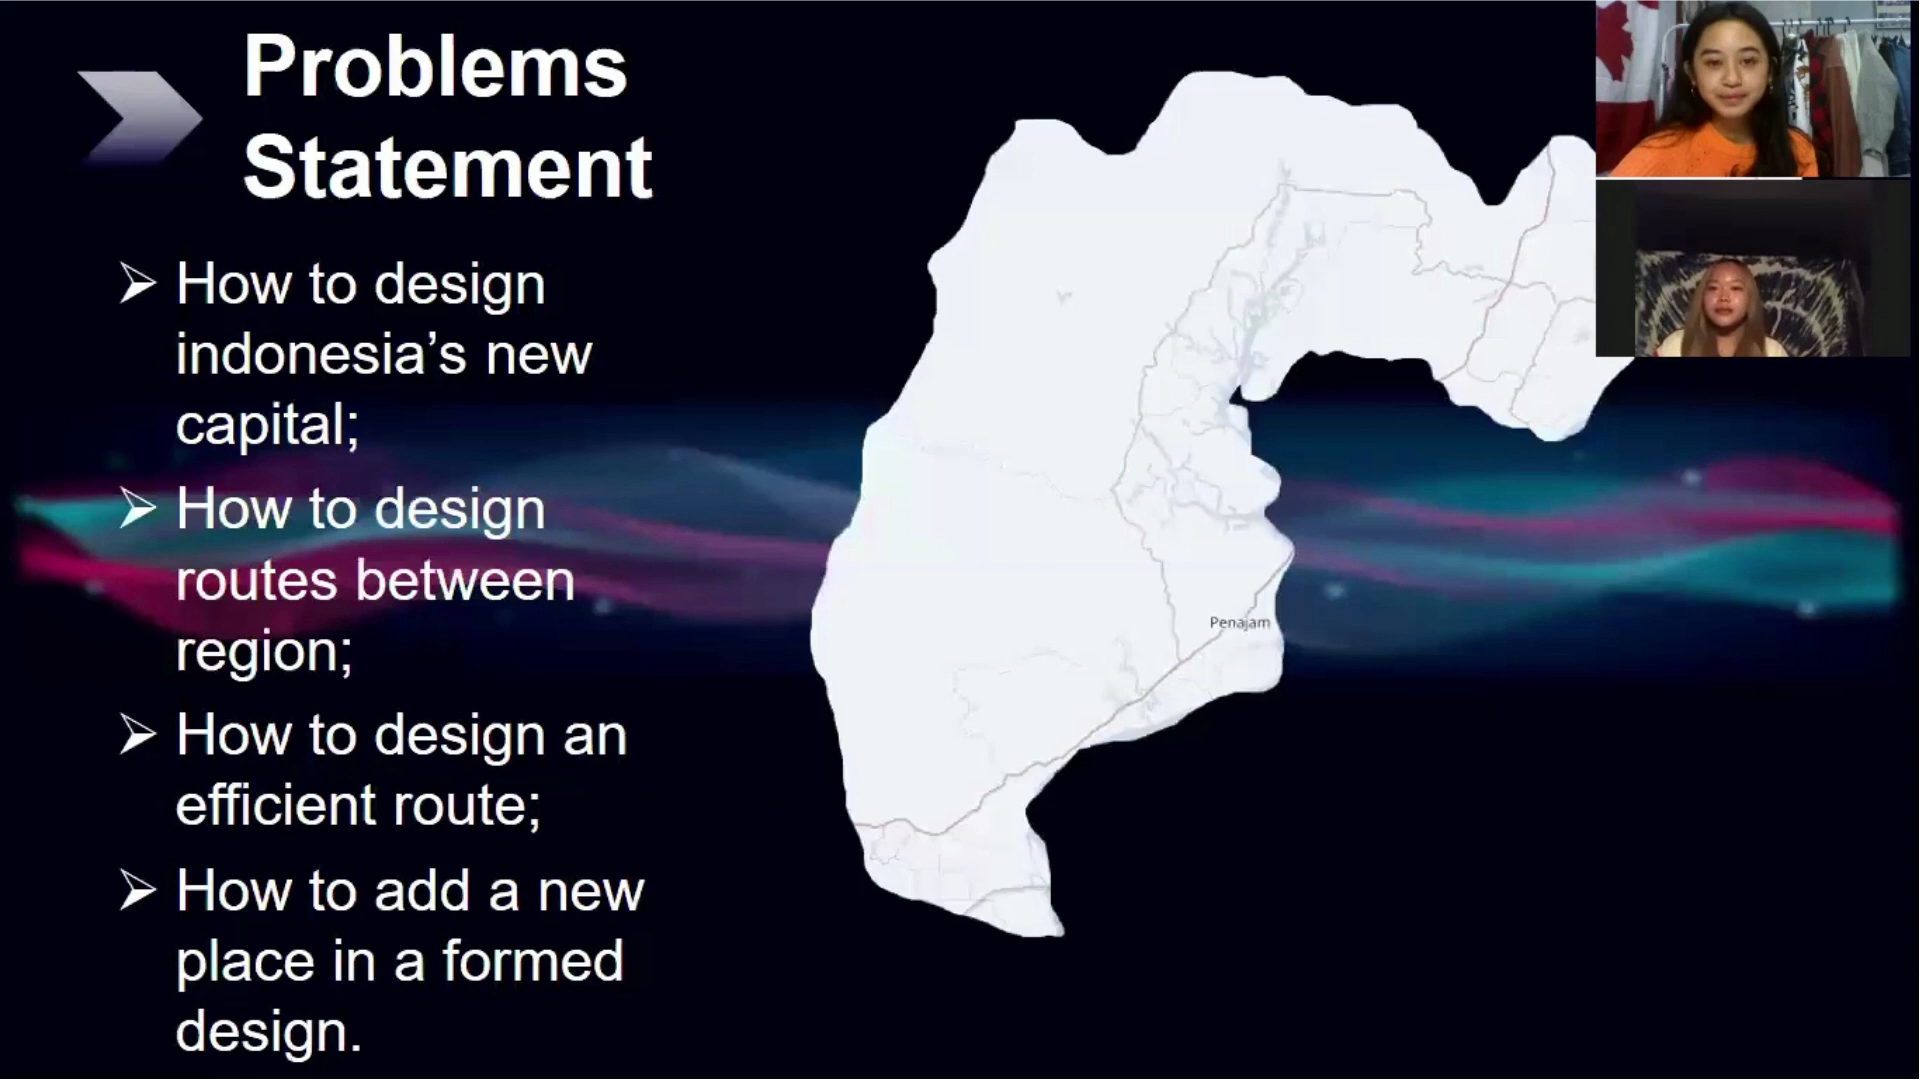 Problems
Statement
How to design
indonesia’s new
capital;
How to design
routes between
region;
How to design an
efficient route;
How to add a new
place in a formed
design.
Penajam